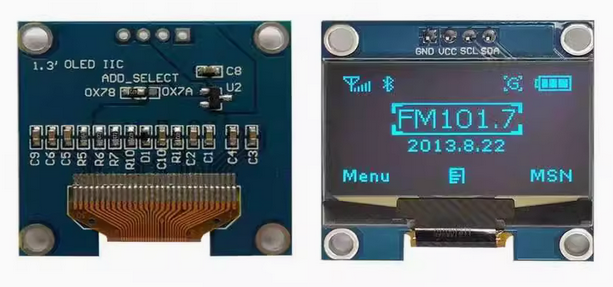 1.3' OLED IIC
ADD_SELECT
0X78 0X7A
C8
U2
C9 C6 C5 R5 R6 R7 R10 D1 C10 R1 C2 C1 C4 C3
GND VCC SCL SDA
G
FM101.7
2013.8.22
Menu MSN